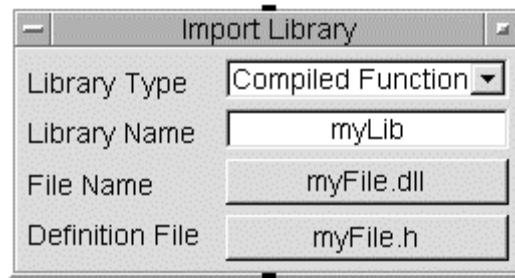 Import Library
Library Type Compiled Function
Library Name myLib
File Name myFile.dll
Definition File myFile.h